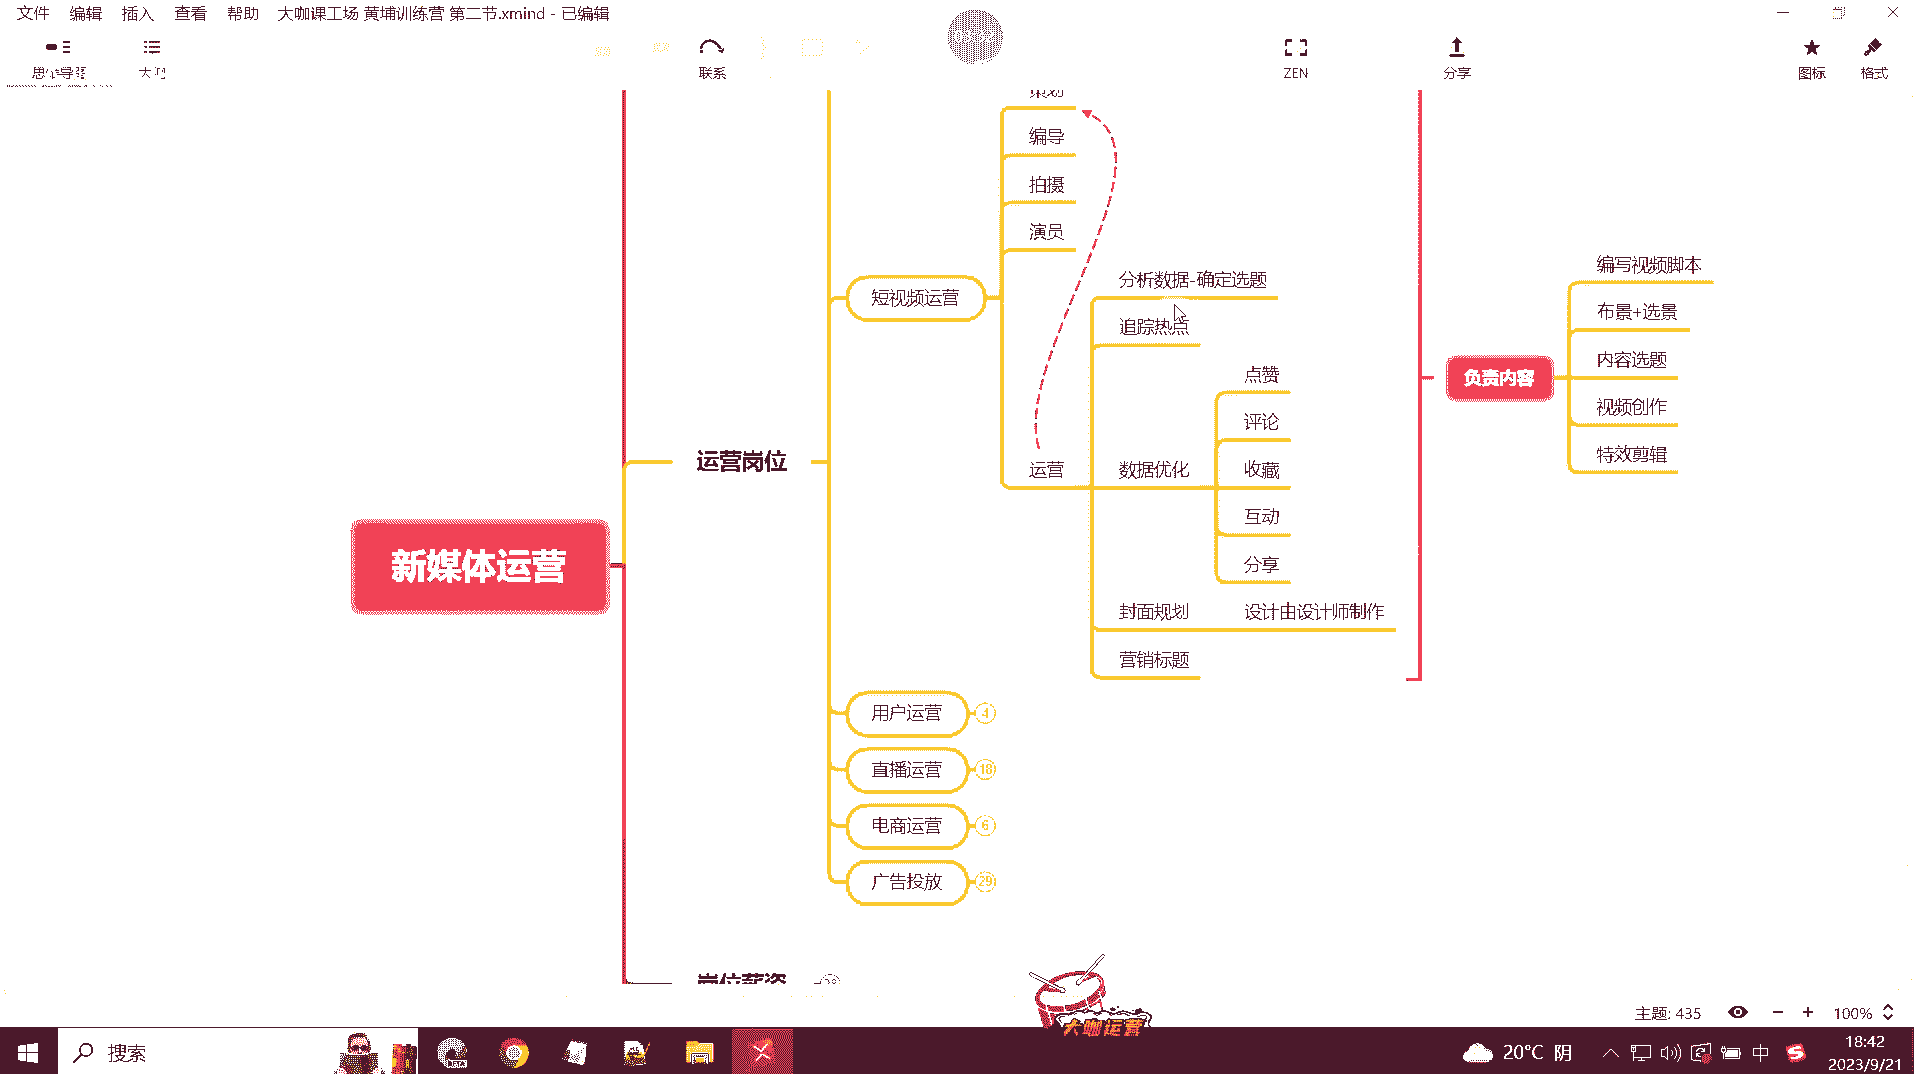 文件 编辑 插入 查看 帮助 大咖课工场 黄埔训练营 第二节.xmind - 已编辑
思维导图 大纲 联系 ZEN 分享 图标 格式
策划
编导
拍摄
演员
短视频运营
分析数据-确定选题
追踪热点
点赞
评论
运营 数据优化 收藏
互动
分享
封面规划 设计由设计师制作
营销标题
编写视频脚本
布景+选景
负责内容 内容选题
视频创作
特效剪辑
运营岗位
新媒体运营
用户运营 4
直播运营 18
电商运营 6
广告投放 29
岗位薪资
大咖运营
主题: 435 100%
搜索
20°C 阴 中
18:42
2023/9/21